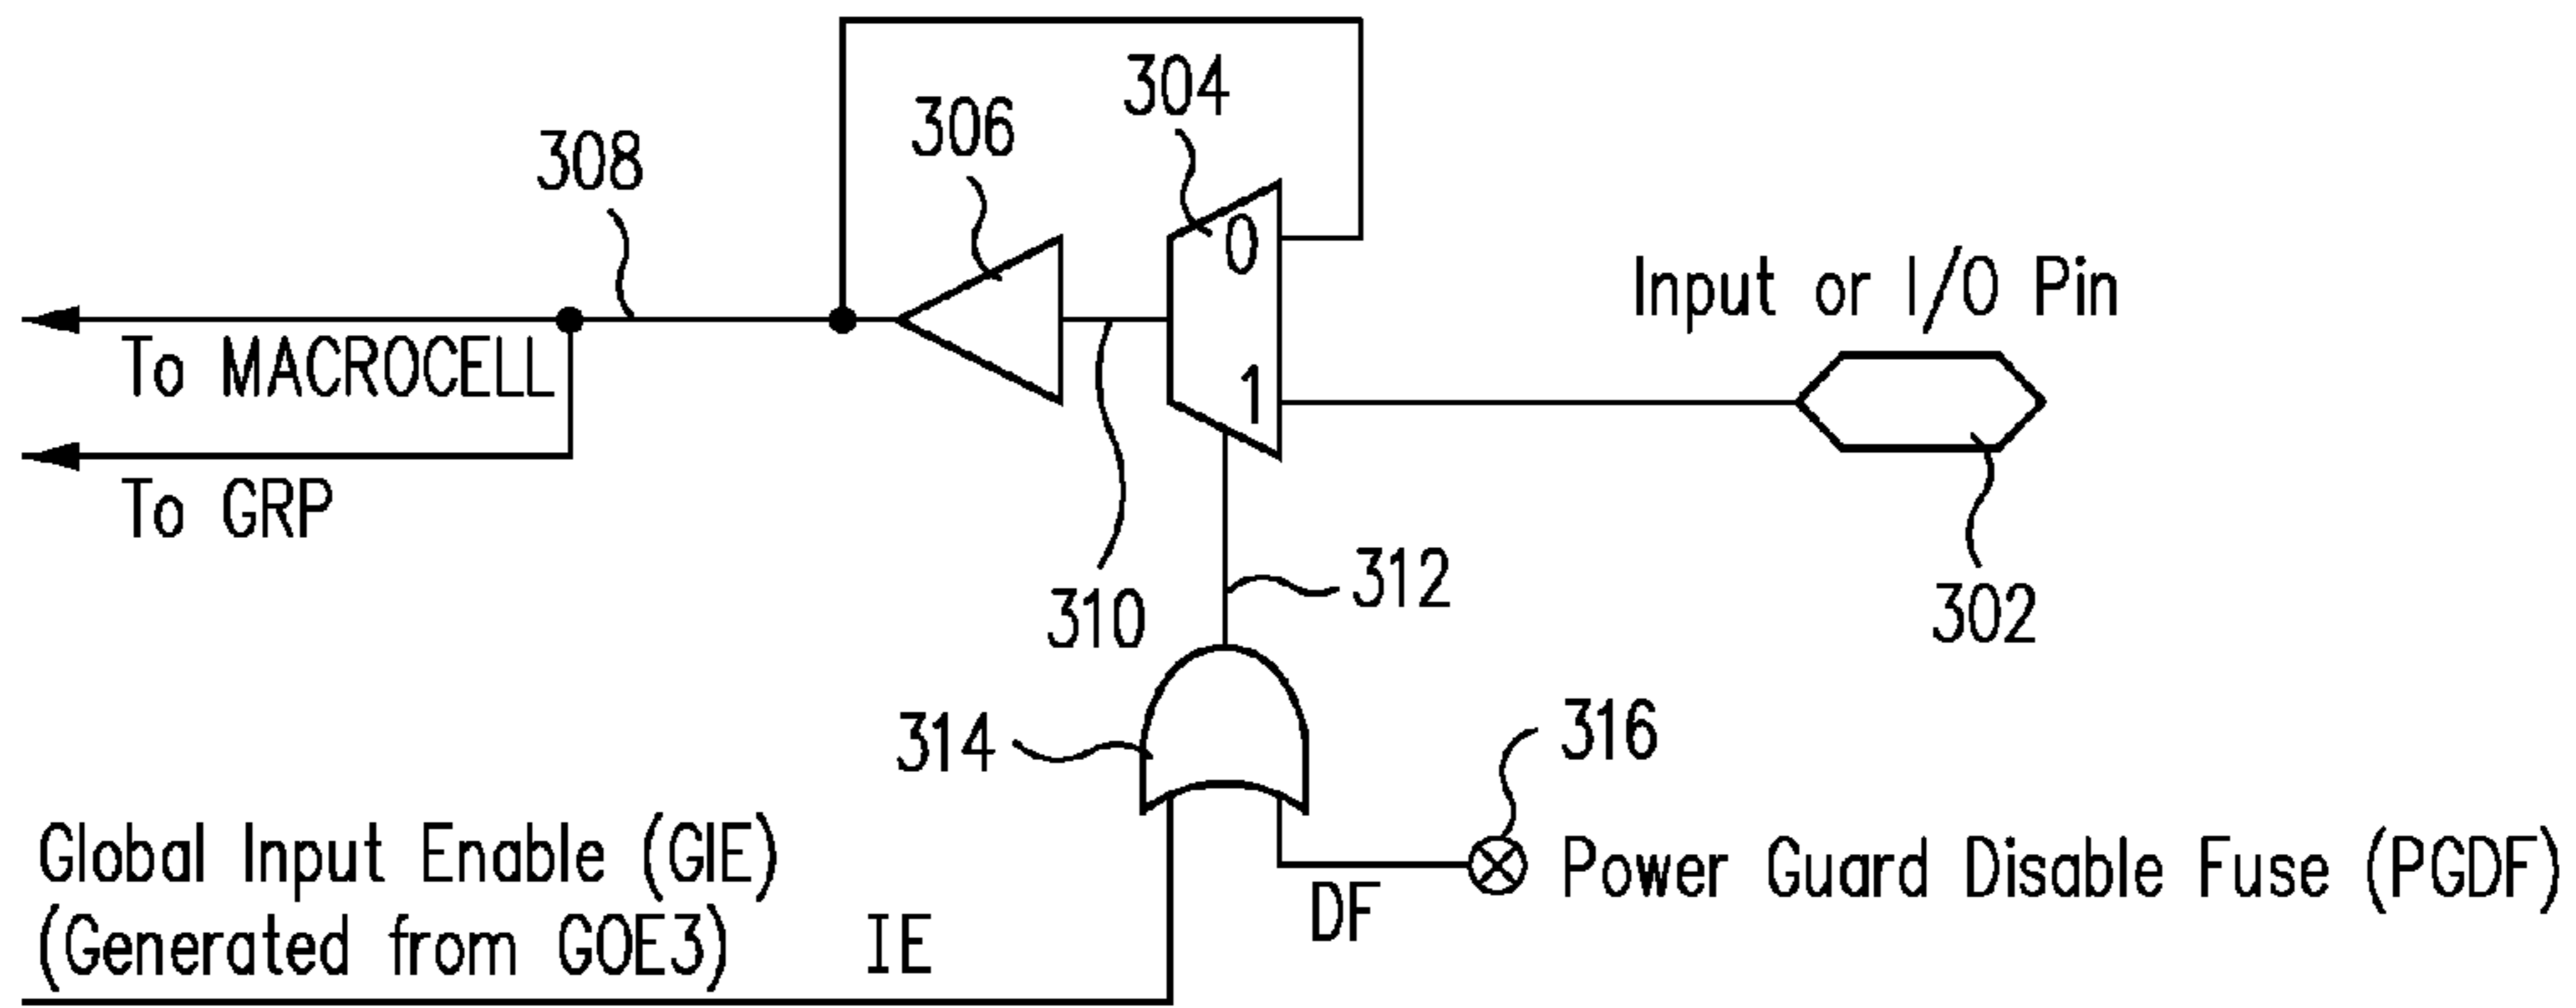 304
306
308
0
Input or I/O Pin
To MACROCELL
1
To GRP
312
310
302
314
316
Global Input Enable (GIE)
Power Guard Disable Fuse (PGDF)
(Generated from GOE3)
IE
DF